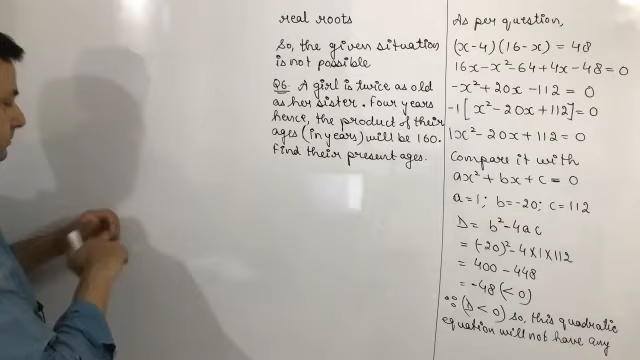 real roots
So, the given situation
is not possible
Q6. A girl is twice as old
as her sister. Four years
hence, the product of their
ages (in years) will be 160.
Find their present ages.
As per question,
(x-4)(16-x) = 48
16x-x²-64+4x-48=0
-x²+20x-112=0
-1[x²-20x+112]=0
1x²-20x+112=0
Compare it with
ax²+bx+c=0
a=1; b=-20; c=112
D= b²-4ac
= (-20)²-4×1×112
= 400-448
= -48(<0)
∵ (D<0) so, this quadratic
equation will not have any